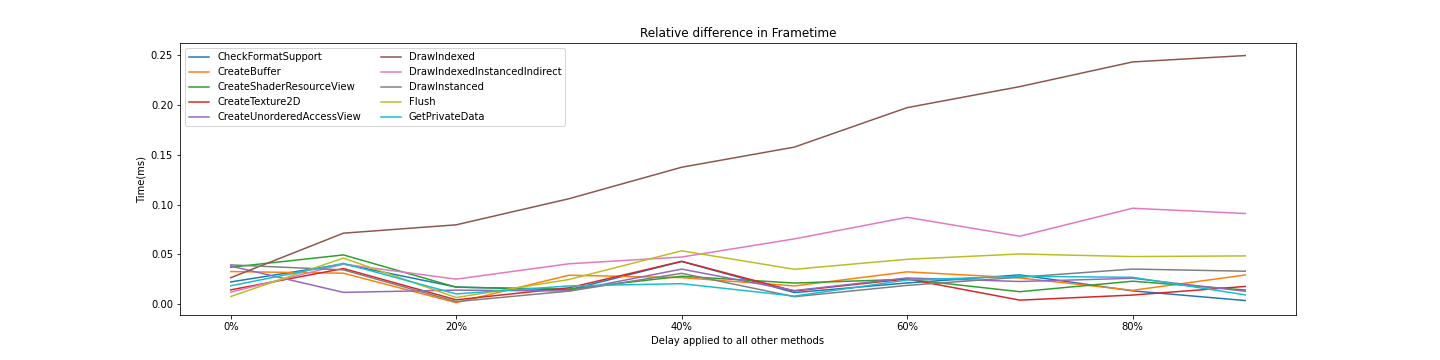 Relative difference in Frametime
CheckFormatSupport
CreateBuffer
CreateShaderResourceView
CreateTexture2D
CreateUnorderedAccessView
DrawIndexed
DrawIndexedInstancedIndirect
DrawInstanced
Flush
GetPrivateData
Time(ms)
0.25
0.20
0.15
0.10
0.05
0.00
0% 20% 40% 60% 80%
Delay applied to all other methods